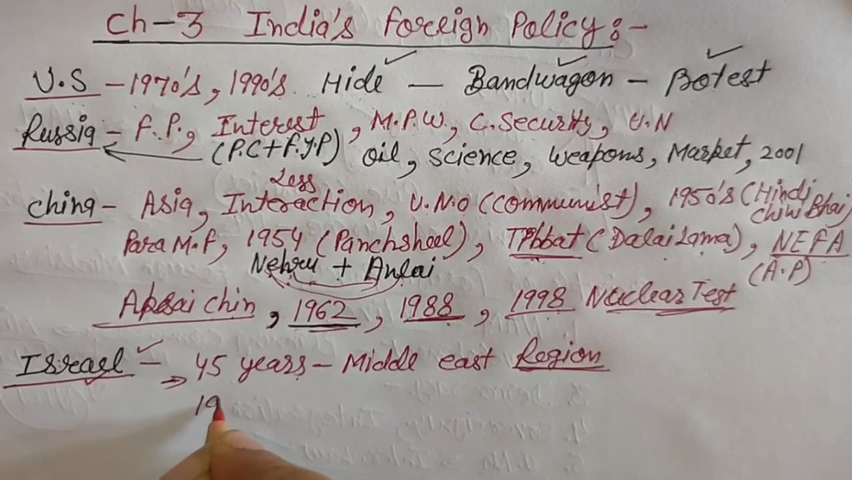 Ch-3 India's Foreign Policy:-
U.S - 1970's, 1990's. Hide - Bandwagon - BOTest
Russia - F.P., Interest, M.P.W., C.Security, U.N
(P.C+F.Y.P) oil, science, weapons, Market, 2001
Less
China - Asia, Interaction, U.N.O (communist), 1950's (Hindi Chini Bhai)
Para M.F, 1954 (Panchsheel), Tibbat (Dalai Lama), NEFA
Nehru + Anlai (A.P)
Aksai chin, 1962, 1988, 1998 Nuclear Test
Israel - 45 years - Middle east Region
19